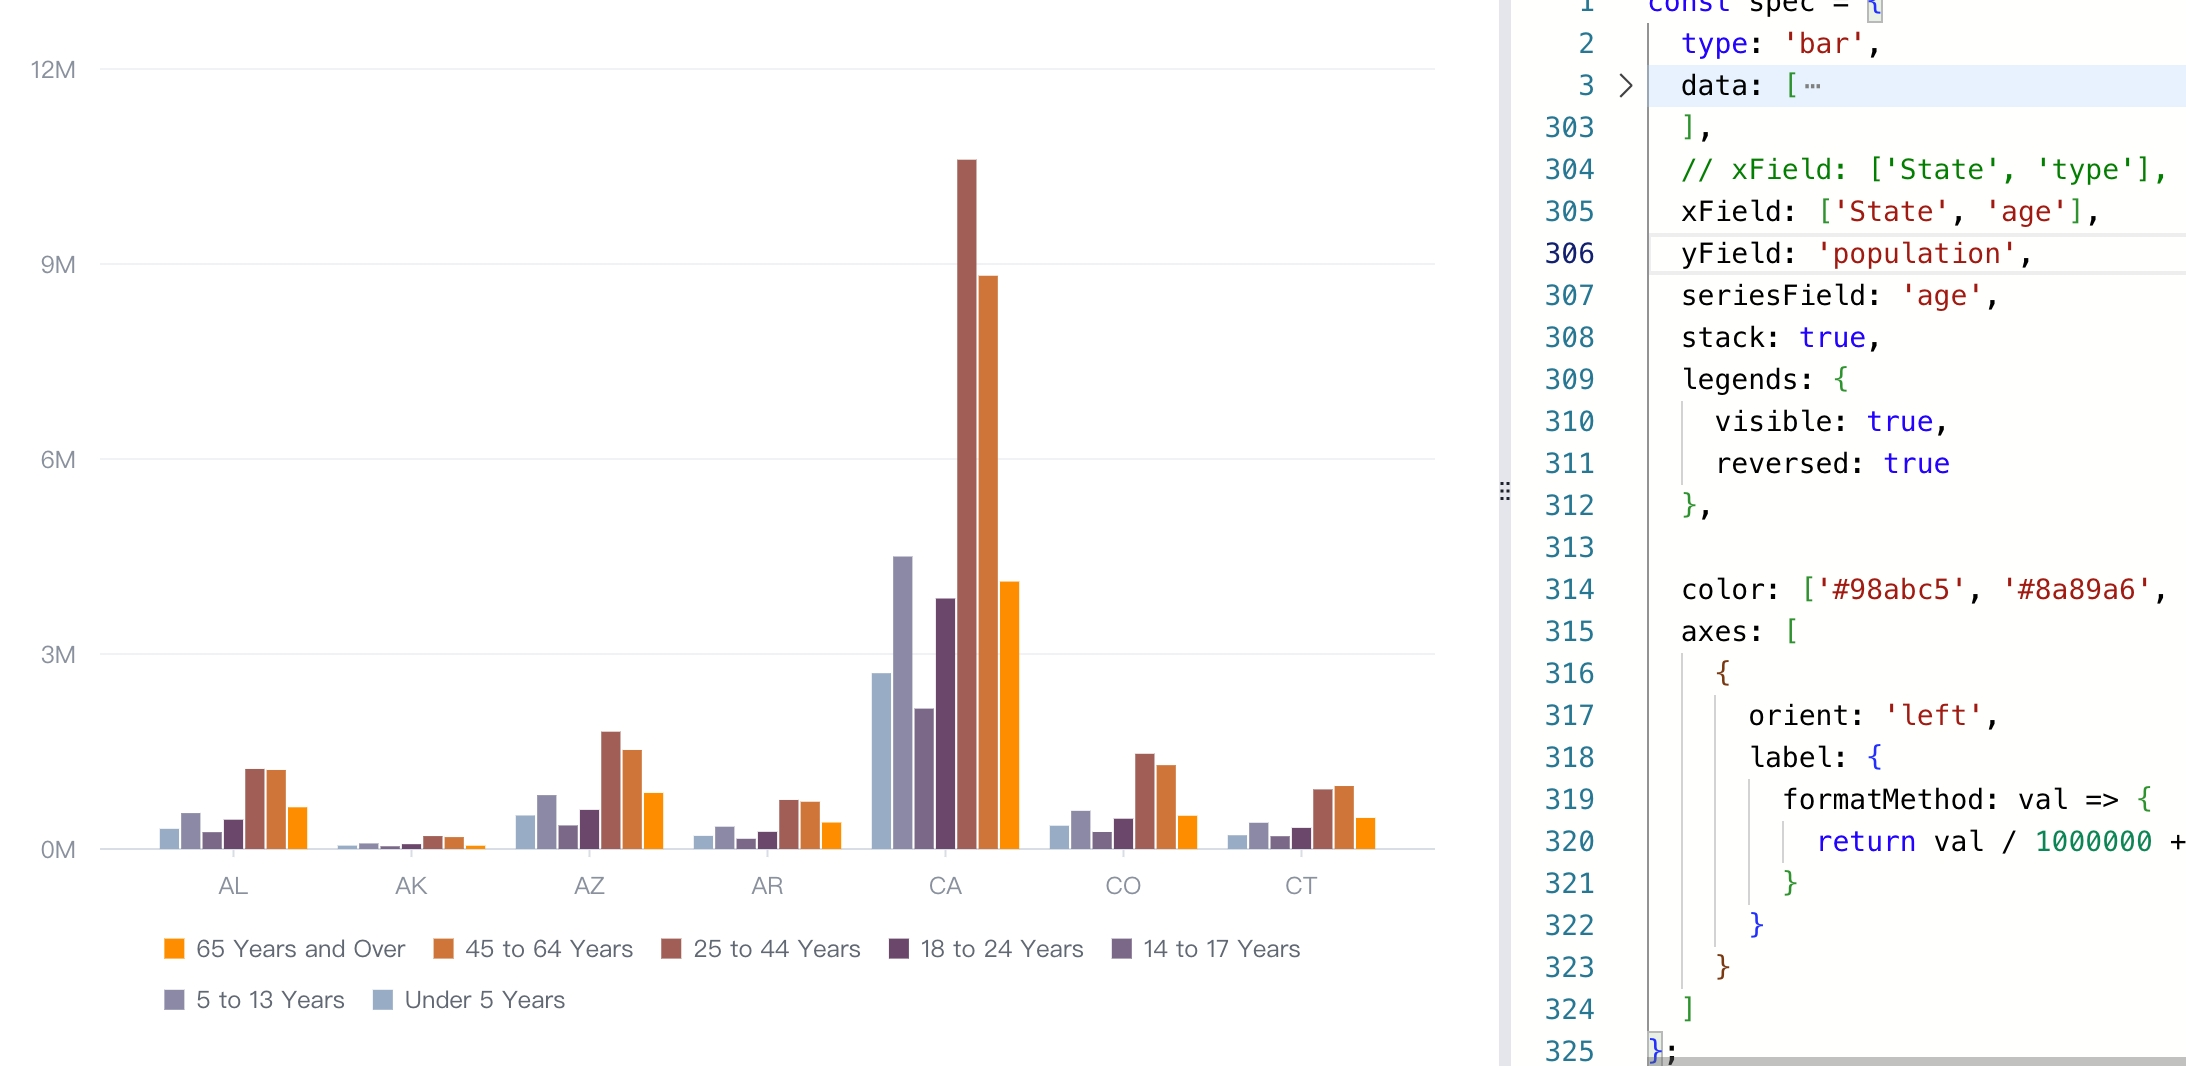 12M
9M
6M
3M
0M
AL AK AZ AR CA CO CT
65 Years and Over 45 to 64 Years 25 to 44 Years 18 to 24 Years 14 to 17 Years
5 to 13 Years Under 5 Years
1 const spec = {
2 type: 'bar',
3 data: [⋯
303 ],
304 // xField: ['State', 'type'],
305 xField: ['State', 'age'],
306 yField: 'population',
307 seriesField: 'age',
308 stack: true,
309 legends: {
310 visible: true,
311 reversed: true
312 },
313
314 color: ['#98abc5', '#8a89a6',
315 axes: [
316 {
317 orient: 'left',
318 label: {
319 formatMethod: val => {
320 return val / 1000000 +
321 }
322 }
323 }
324 ]
325 };